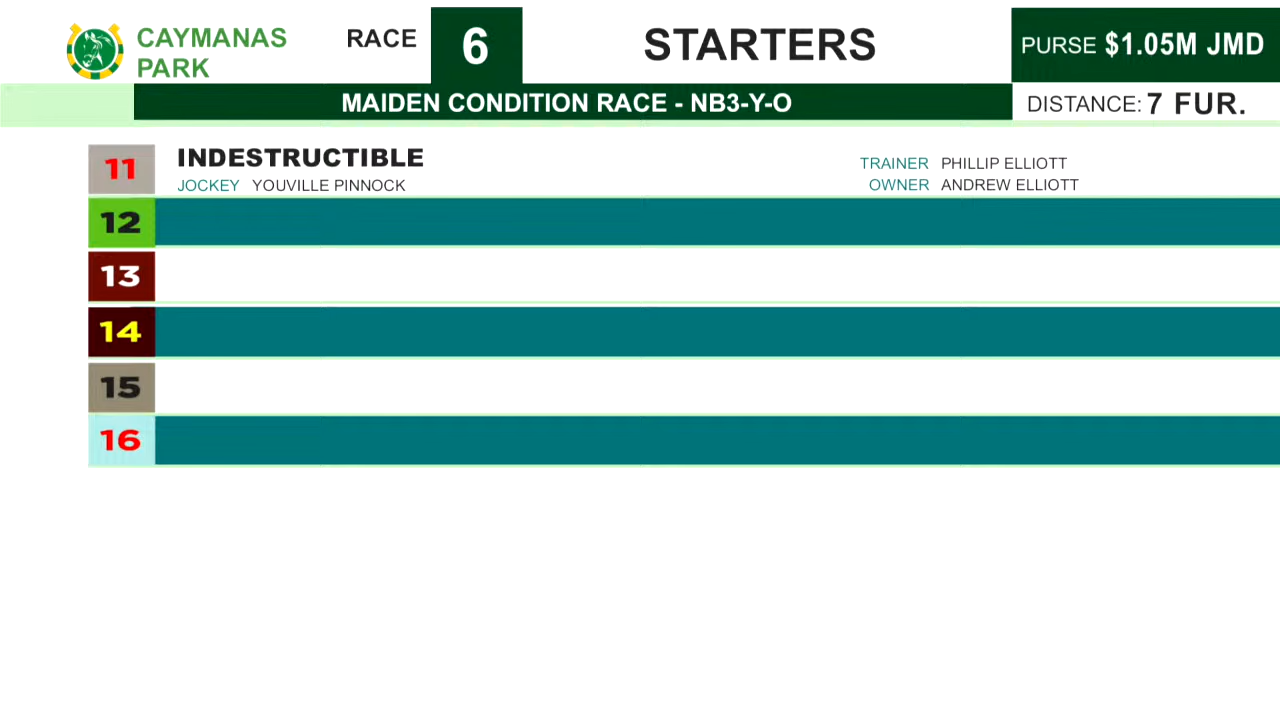 CAYMANAS
PARK
RACE 6
STARTERS
PURSE $1.05M JMD
MAIDEN CONDITION RACE - NB3-Y-O
DISTANCE: 7 FUR.
11 INDESTRUCTIBLE
JOCKEY YOUVILLE PINNOCK
TRAINER PHILLIP ELLIOTT
OWNER ANDREW ELLIOTT
12
13
14
15
16